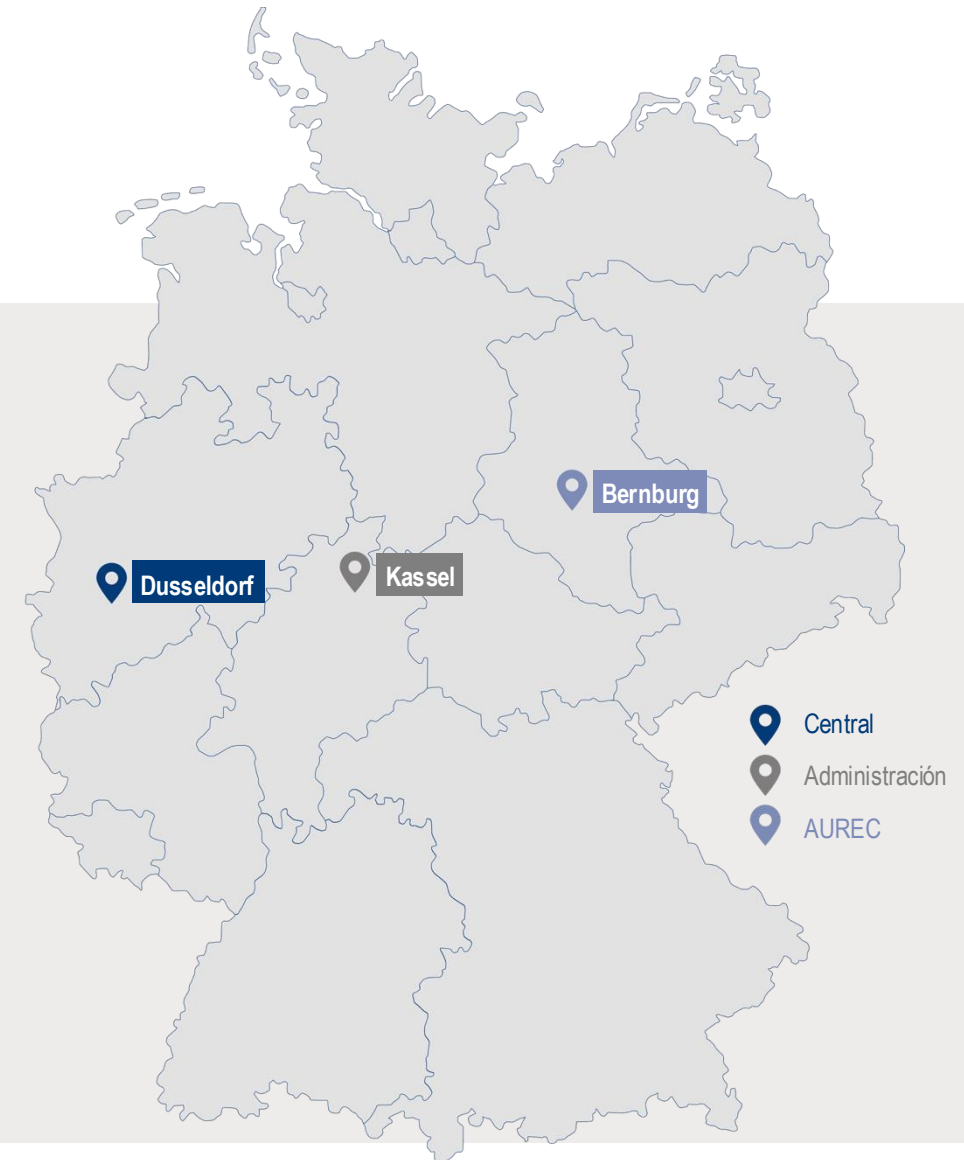 Bernburg
Dusseldorf
Kassel
Central
Administración
AUREC